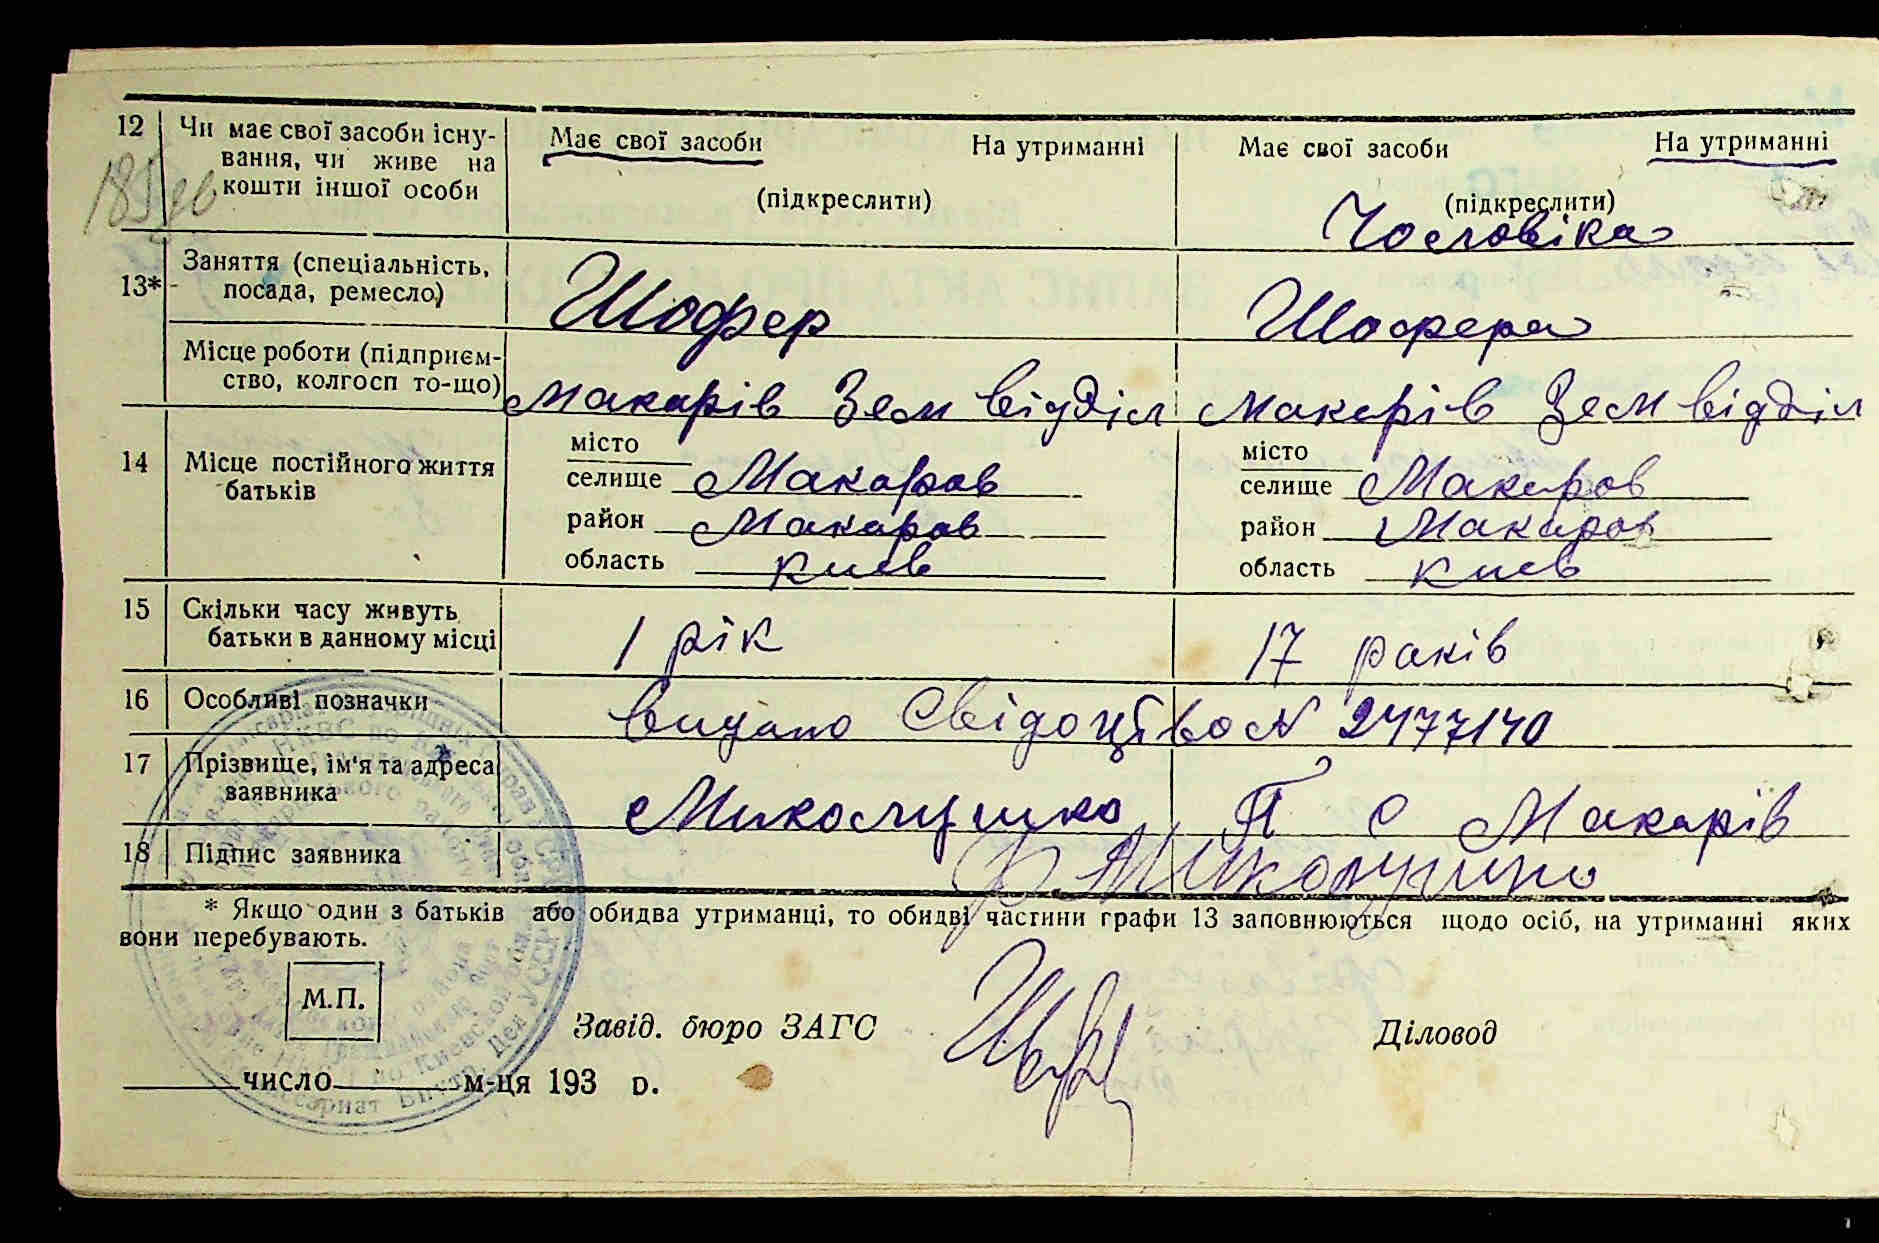 12 Чи має свої засоби існу-
вання, чи живе на
кошти іншої особи
Має свої засоби На утриманні
(підкреслити)
Має свої засоби На утриманні
(підкреслити)
Чоловіка
13* Заняття (спеціальність,
посада, ремесло)
Шофер
Шофера
Місце роботи (підприєм-
ство, колгосп то-що)
Макарів Зем відділ
Макарів Зем відділ
14 Місце постійного життя
батьків
місто
селище Макаров
район Макаров
область Киев
місто
селище Макаров
район Макаров
область Киев
15 Скільки часу живуть
батьки в данному місці
1 рік
17 років
16 Особливі позначки
видано Свідоцтво № 2477140
17 Прізвище, ім'я та адреса
заявника
Миколушко П С Макарів
18 Підпис заявника
* Якщо один з батьків або обидва утриманці, то обидві частини графи 13 заповнюються щодо осіб, на утриманні яких
вони перебувають.
М.П.
Завід. бюро ЗАГС
Діловод
число м-ця 193 р.